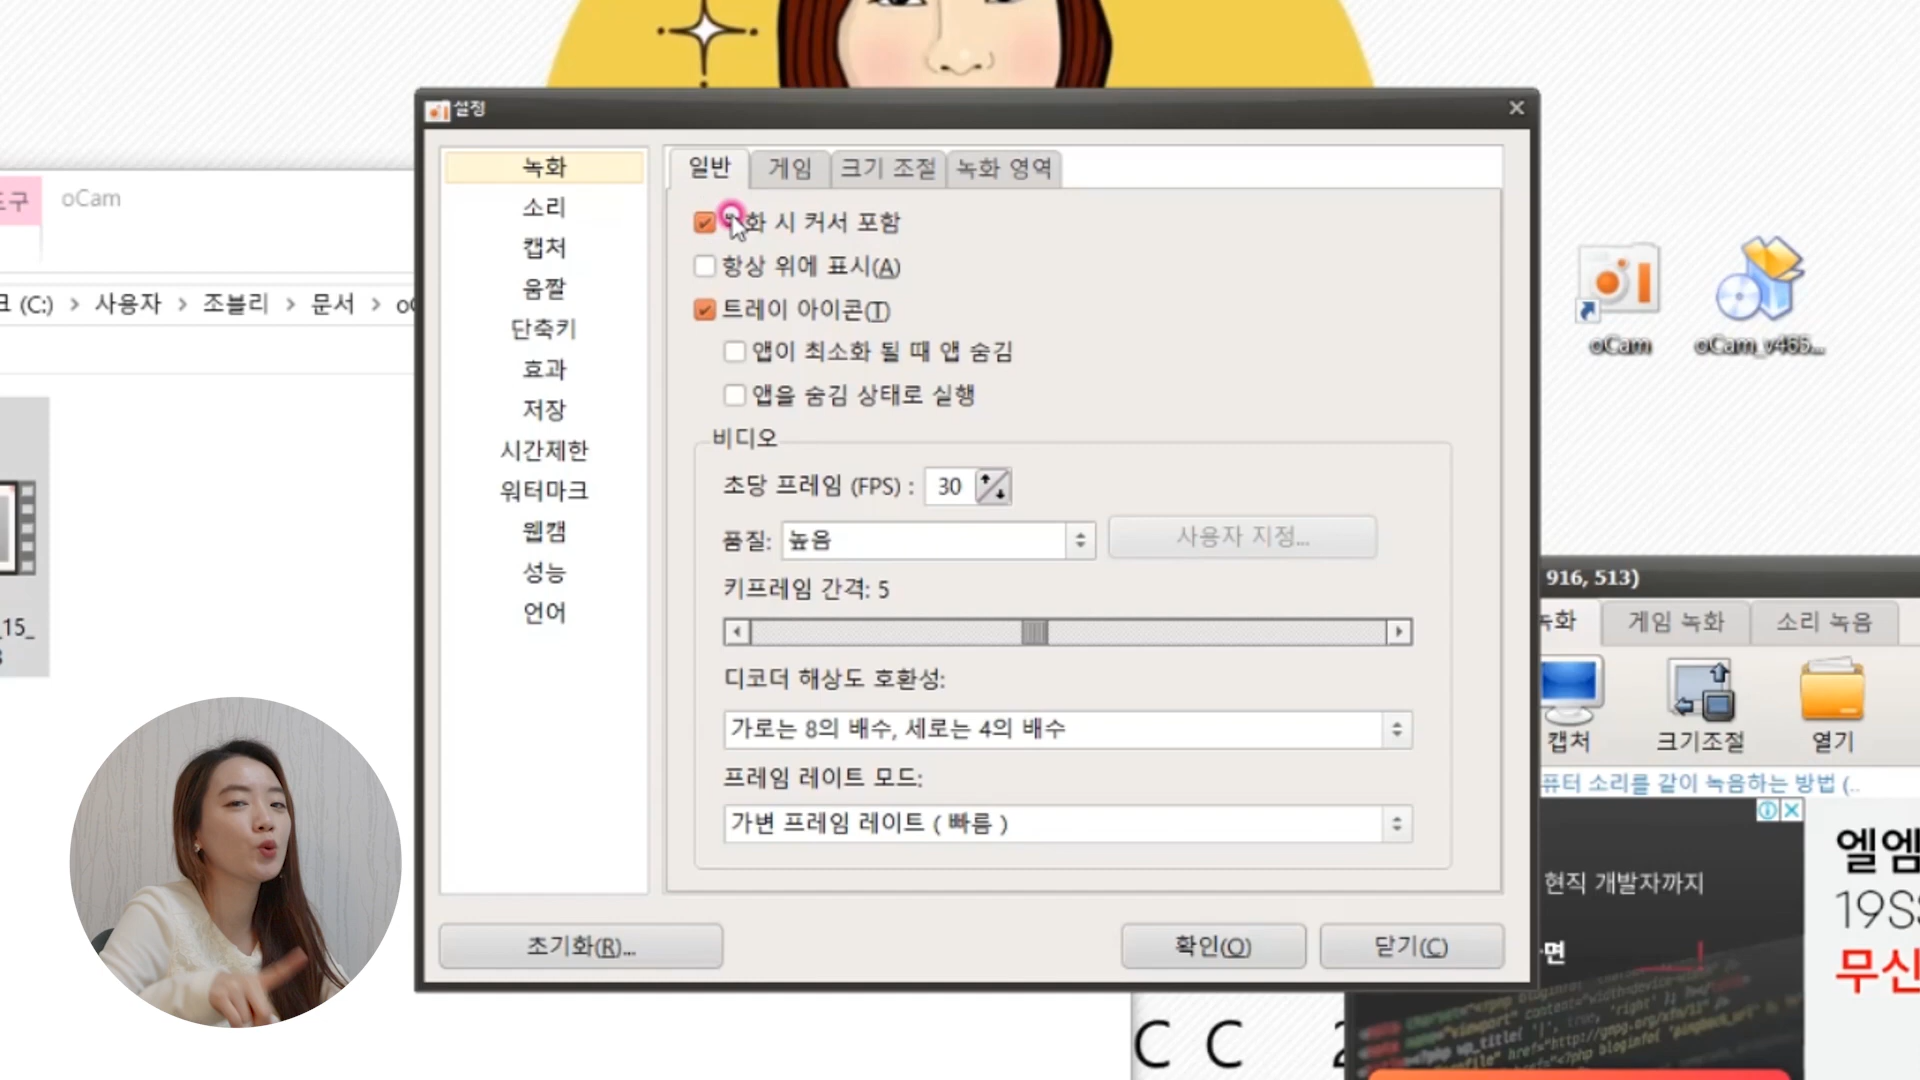 설정
녹화
소리
캡처
움짤
단축키
효과
저장
시간제한
워터마크
웹캠
성능
언어
일반
게임
크기 조절
녹화 영역
화 시 커서 포함
항상 위에 표시(A)
트레이 아이콘(T)
앱이 최소화 될 때 앱 숨김
앱을 숨김 상태로 실행
비디오
초당 프레임 (FPS) : 30
품질: 높음
사용자 지정...
키프레임 간격: 5
디코더 해상도 호환성:
가로는 8의 배수, 세로는 4의 배수
프레임 레이트 모드:
가변 프레임 레이트 ( 빠름 )
초기화(R)...
확인(O)
닫기(C)
oCam
(C:) > 사용자 > 조블리 > 문서 >
_15_
oCam
oCam_v465...
916, 513)
게임 녹화
소리 녹음
캡처
크기조절
열기
퓨터 소리를 같이 녹음하는 방법 (..
현직 개발자까지
면
엘엠
무신
CC